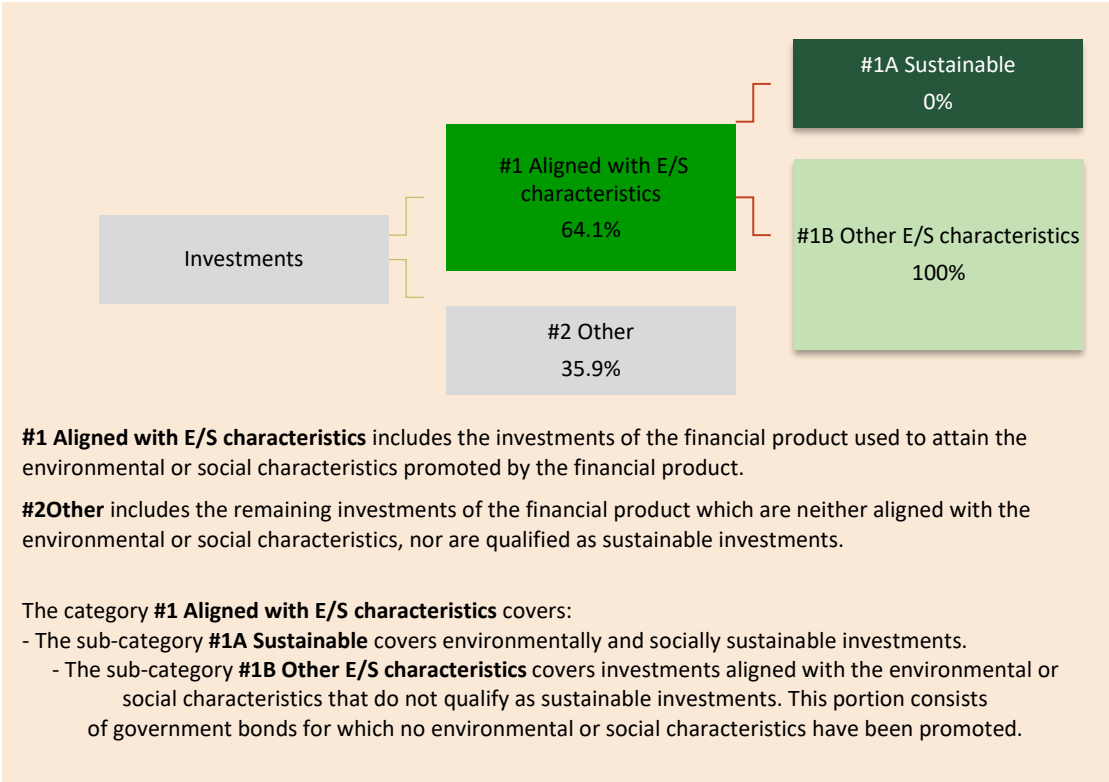 #1A Sustainable
0%
#1 Aligned with E/S
characteristics
64.1%
#1B Other E/S characteristics
100%
Investments
#2 Other
35.9%
#1 Aligned with E/S characteristics includes the investments of the financial product used to attain the
environmental or social characteristics promoted by the financial product.
#2Other includes the remaining investments of the financial product which are neither aligned with the
environmental or social characteristics, nor are qualified as sustainable investments.
The category #1 Aligned with E/S characteristics covers:
- The sub-category #1A Sustainable covers environmentally and socially sustainable investments.
- The sub-category #1B Other E/S characteristics covers investments aligned with the environmental or
social characteristics that do not qualify as sustainable investments. This portion consists
of government bonds for which no environmental or social characteristics have been promoted.